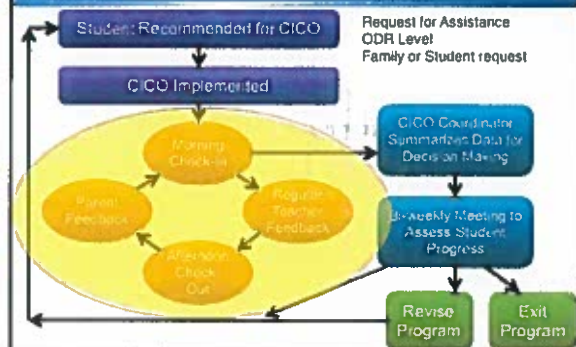 Student Recommended for CICO
Request for Assistance
ODR Level
Family or Student request
CICO Implemented
Morning
Check-In
CICO Coordinator
Summarizes Data for
Decision Making
Parent
Feedback
Regular
Teacher
Feedback
Bi-weekly Meeting to
Assess Student
Progress
Afternoon
Check
Out
Revise
Program
Exit
Program